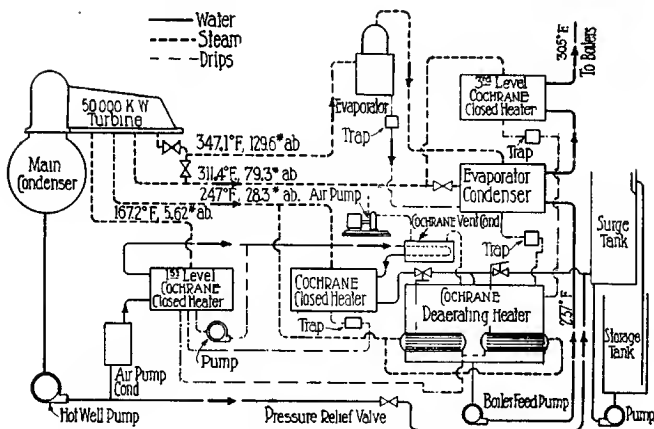 Water
Steam
Drips
50000 KW
Turbine
Main
Condenser
347.1°F, 129.6# ab
311.4°F, 79.3# ab
247°F, 28.3# ab.
167.2°F, 5.62# ab.
Evaporator
Trap
3rd Level
COCHRANE
Closed Heater
305°F.
To Boilers
Trap
Evaporator
Condenser
Air Pump
COCHRANE Vent Cond
Trap
Surge
Tank
1st Level
COCHRANE
Closed Heater
COCHRANE
Closed Heater
COCHRANE
Deaerating Heater
237°F
Trap
Pump
Storage
Tank
Air Pump
Cond
Hot Well Pump
Pressure Relief Valve
Boiler Feed Pump
Pump